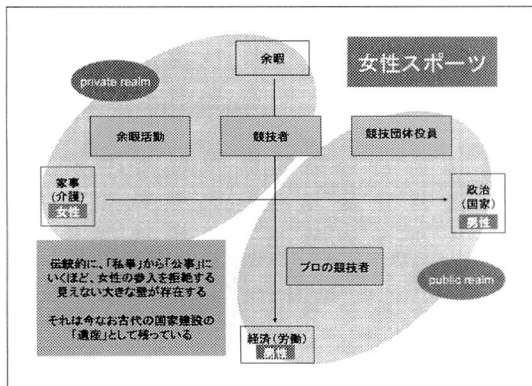 余暇
女性スポーツ
private realm
余暇活動
競技者
競技団体役員
家事
(介護)
女性
政治
(国家)
男性
伝統的に、「私事」から「公事」に
いくほど、女性の参入を拒絶する
見えない大きな壁が存在する
それは今なお古代の国家建設の
「遺産」として残っている
プロの競技者
public realm
経済(労働)
男性